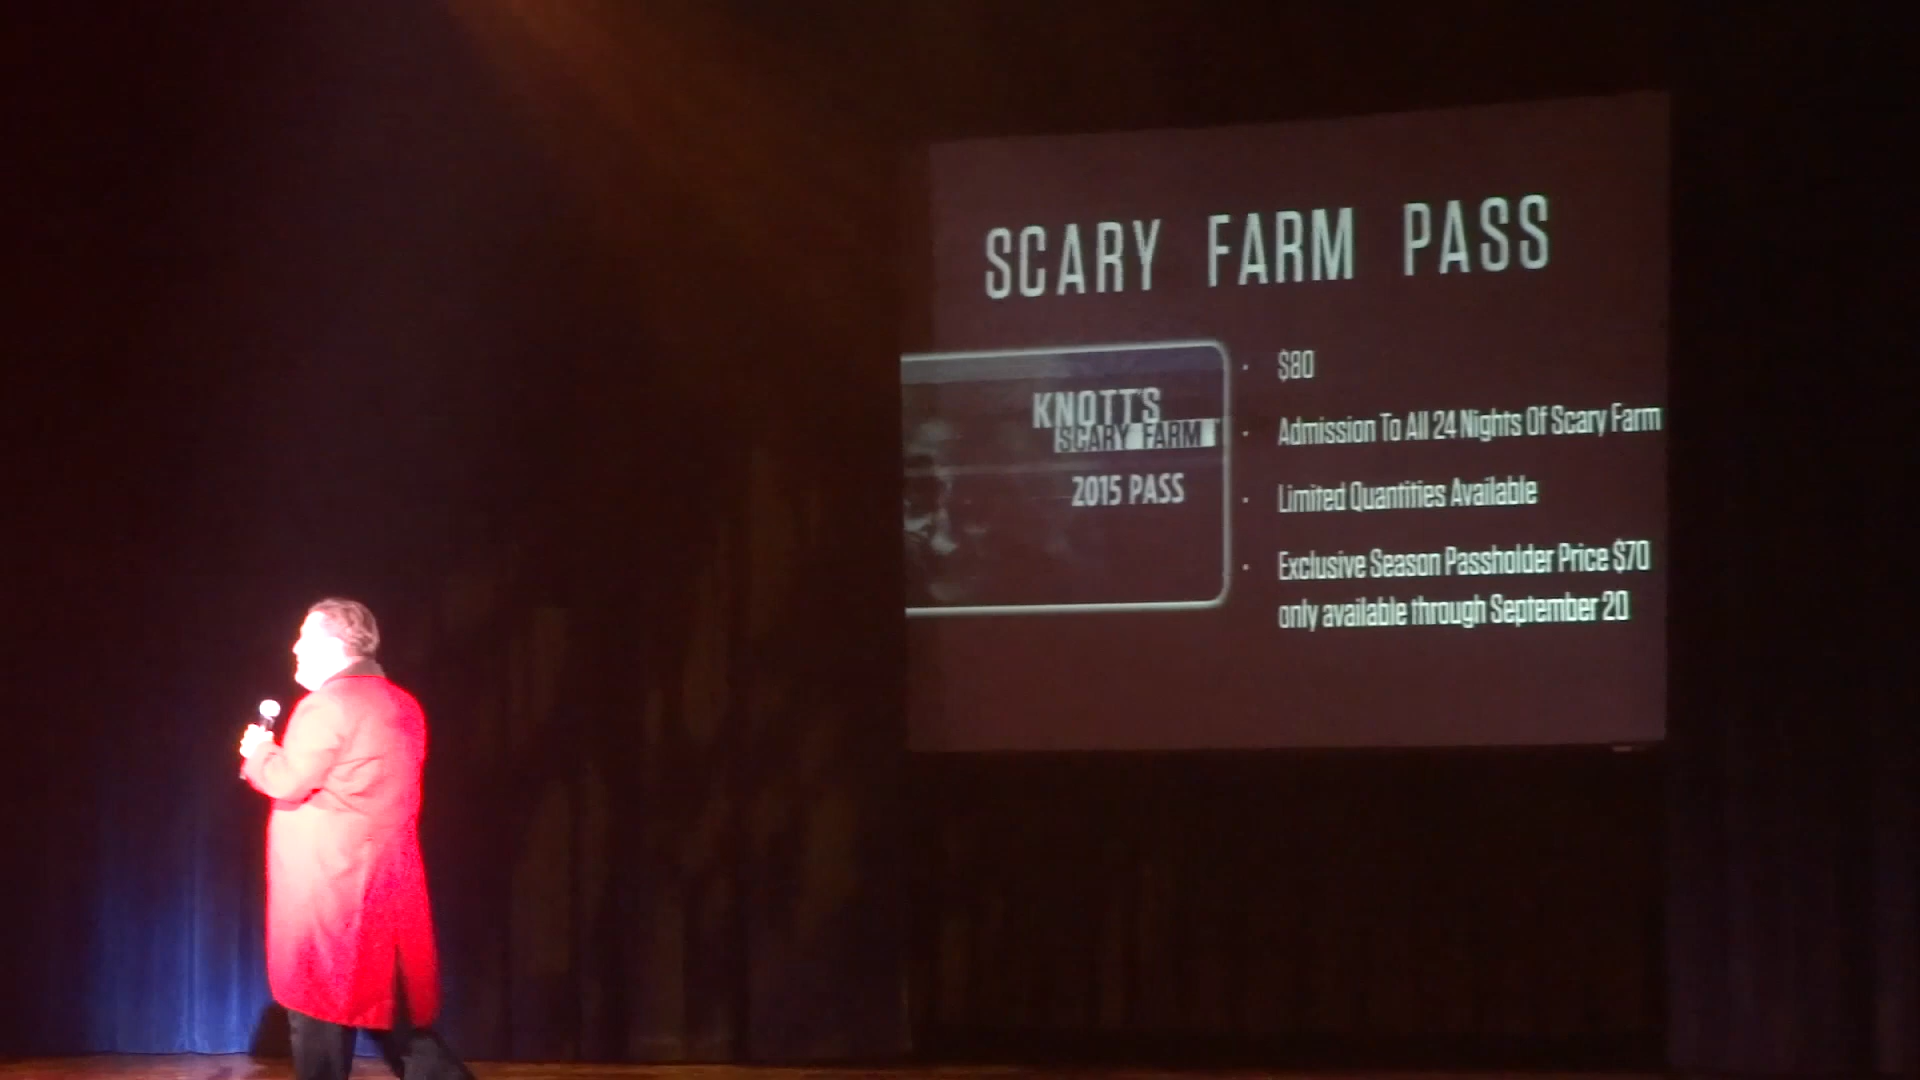 SCARY FARM PASS
KNOTT'S
SCARY FARM
2015 PASS
· $80
· Admission To All 24 Nights Of Scary Farm
· Limited Quantities Available
· Exclusive Season Passholder Price $70
only available through September 20